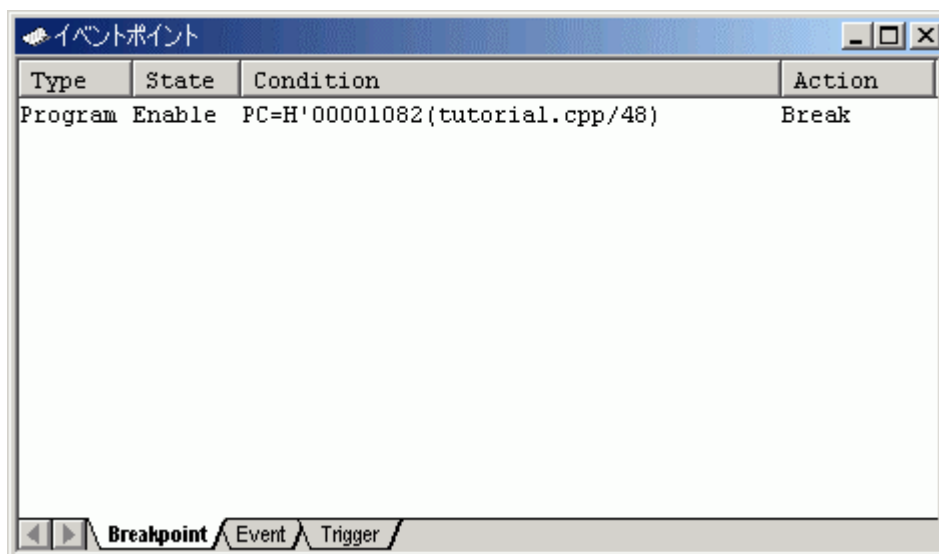 イベントポイント
Type State Condition Action
Program Enable PC=H'00001082(tutorial.cpp/48) Break
Breakpoint Event Trigger